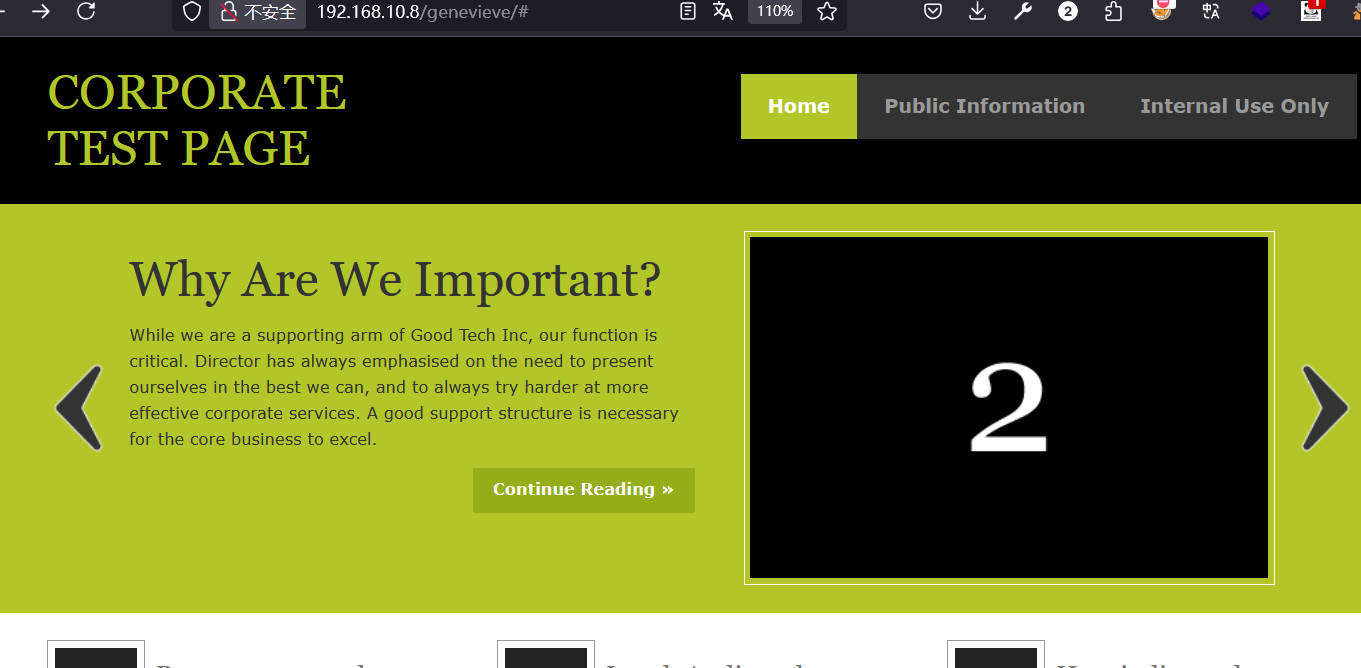 不安全
192.168.10.8/genevieve/#
110%
2
1
CORPORATE
TEST PAGE
Home
Public Information
Internal Use Only
Why Are We Important?
While we are a supporting arm of Good Tech Inc, our function is
critical. Director has always emphasised on the need to present
ourselves in the best we can, and to always try harder at more
effective corporate services. A good support structure is necessary
for the core business to excel.
Continue Reading »
2